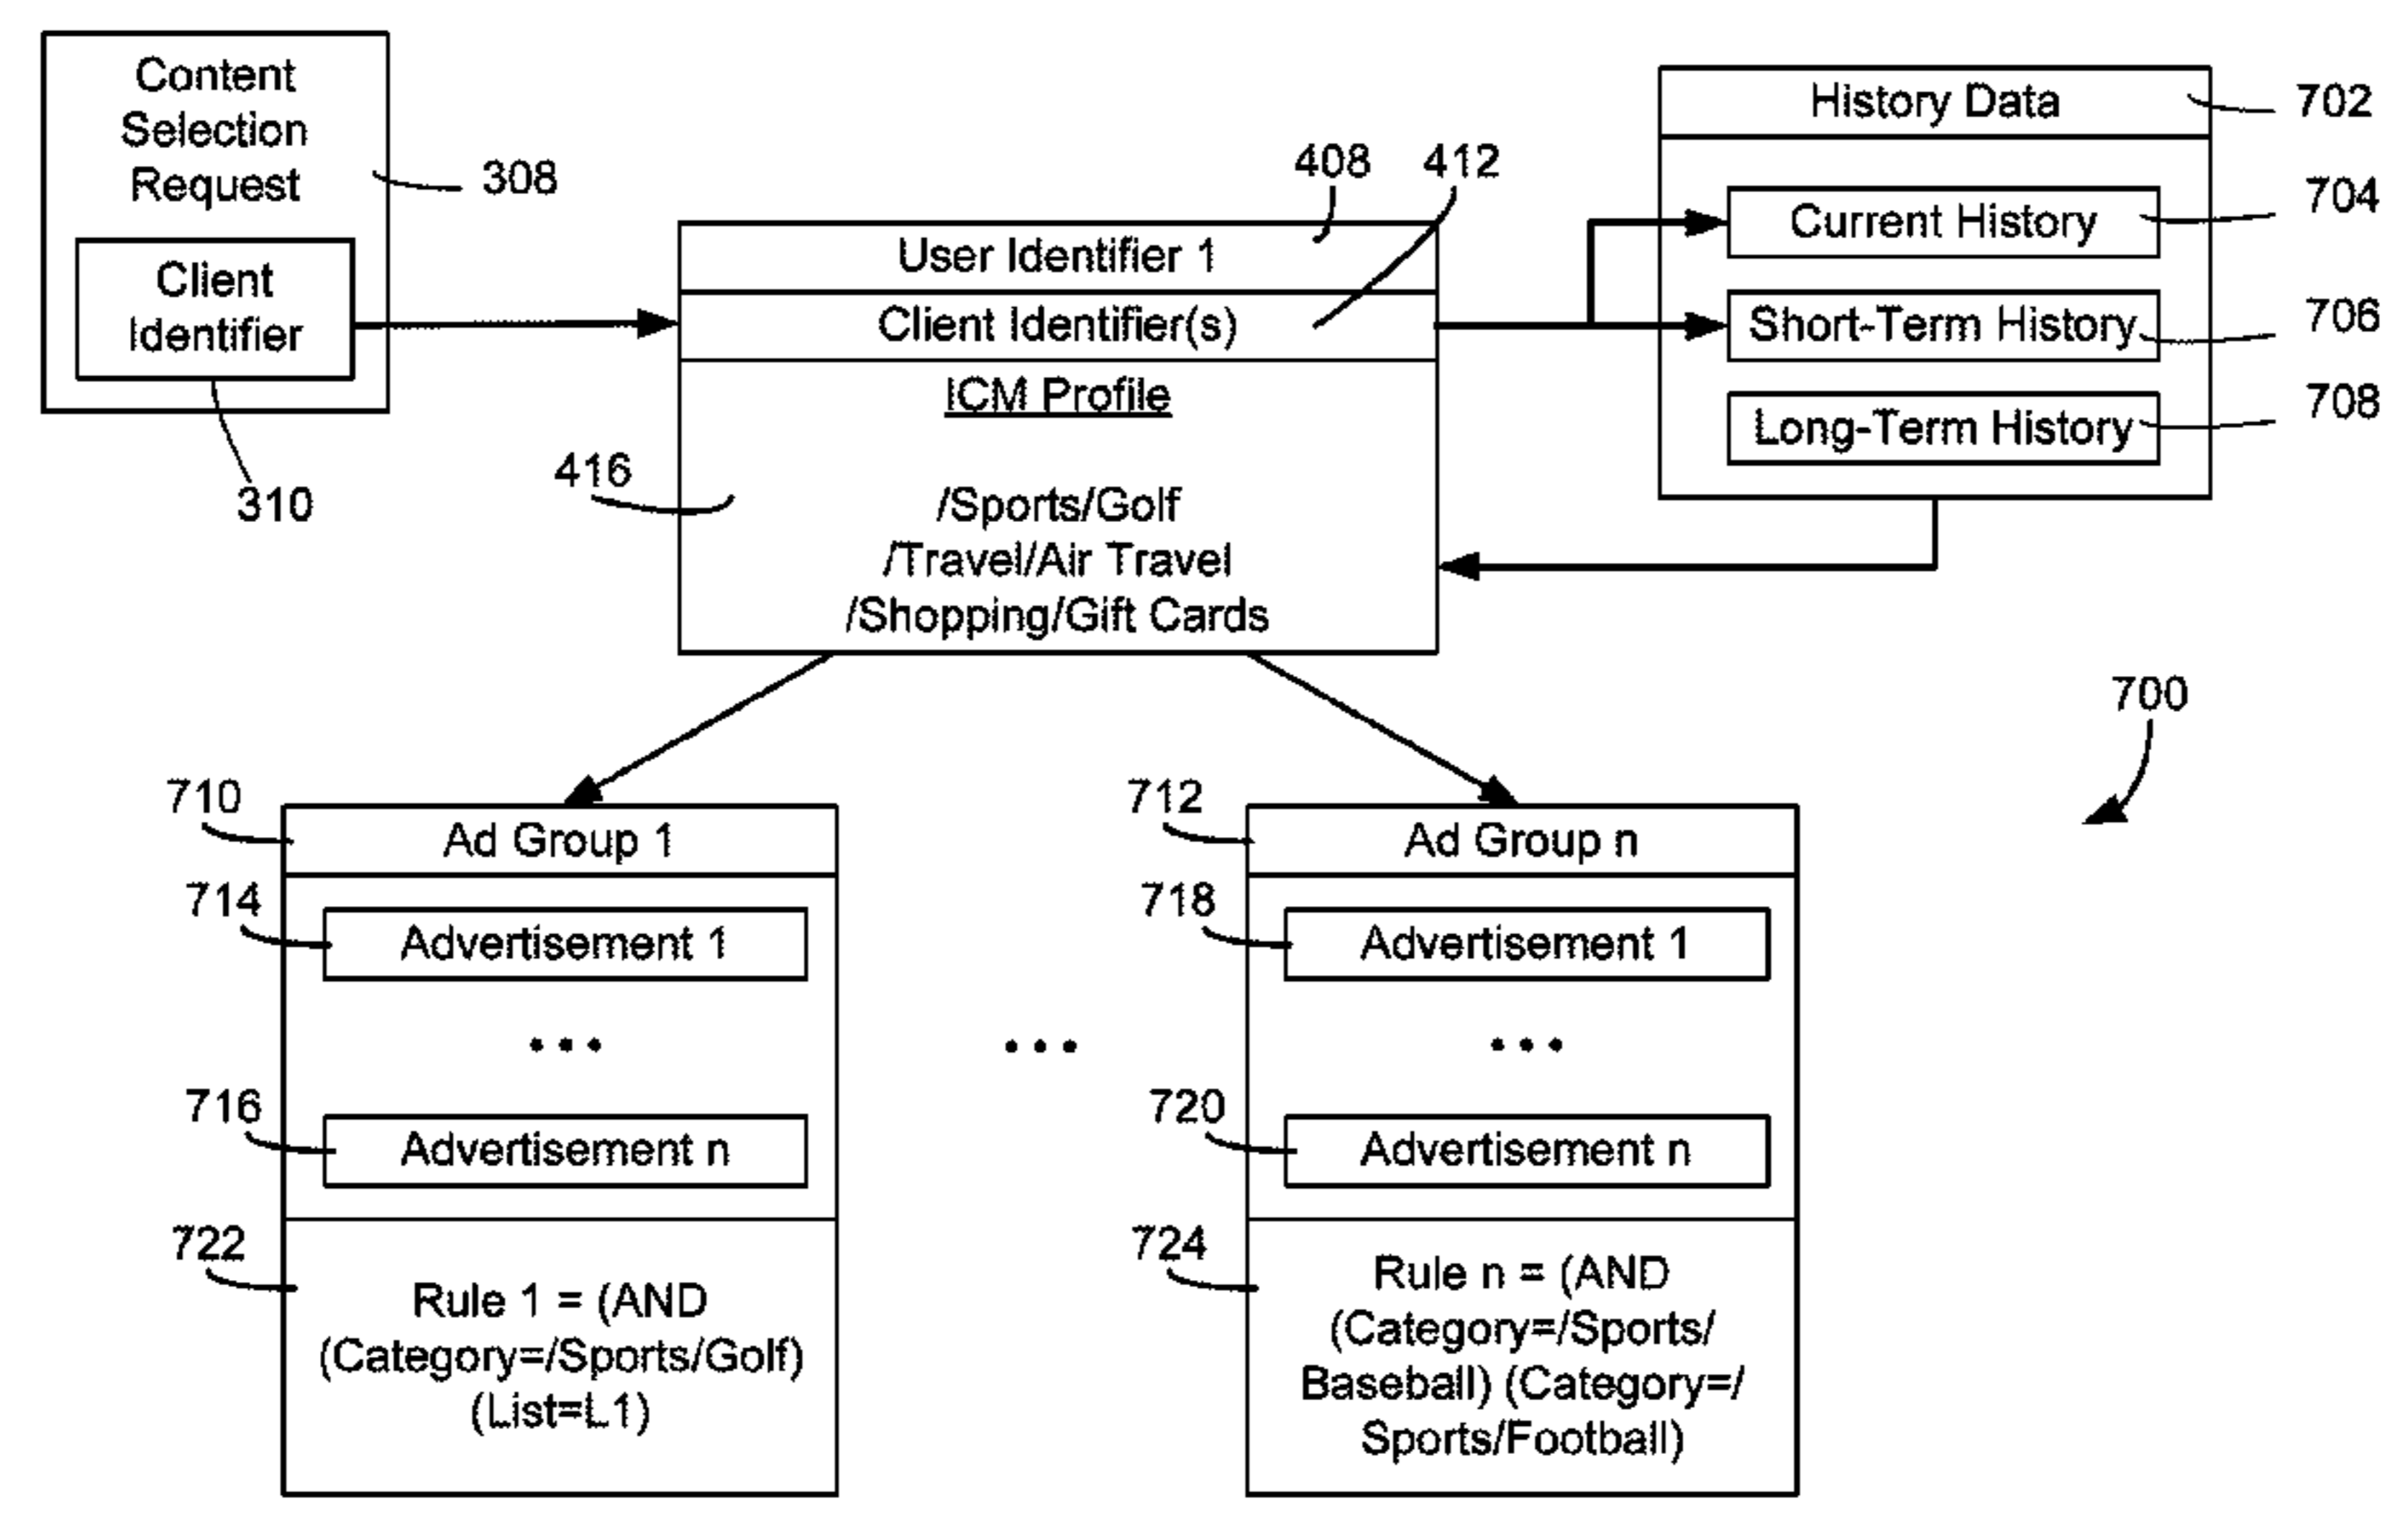 Content
Selection
Request
308
Client
Identifier
310
408
412
User Identifier 1
Client Identifier(s)
ICM Profile
416
/Sports/Golf
/Travel/Air Travel
/Shopping/Gift Cards
History Data
702
Current History
704
Short-Term History
706
Long-Term History
708
700
710
Ad Group 1
714
Advertisement 1
...
716
Advertisement n
722
Rule 1 = (AND
(Category=/Sports/Golf)
(List=L1)
...
712
Ad Group n
718
Advertisement 1
...
720
Advertisement n
724
Rule n = (AND
(Category=/Sports/
Baseball) (Category=/
Sports/Football)